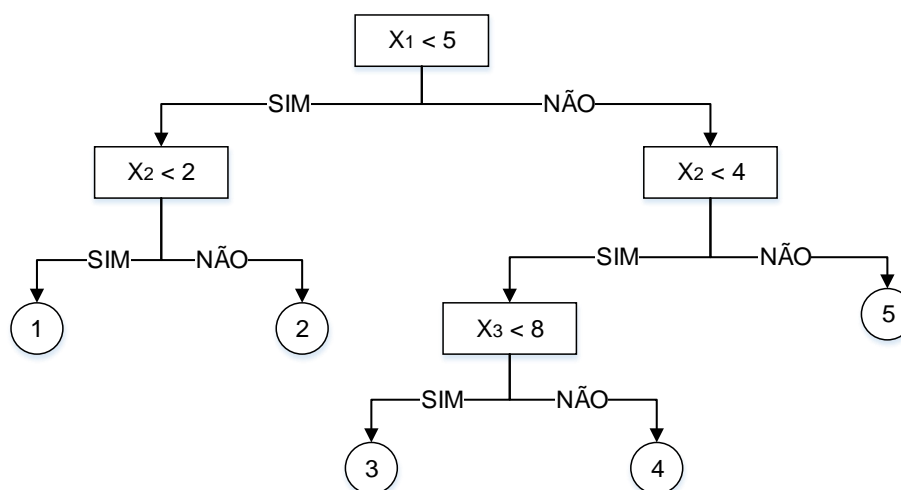 X1 < 5
SIM NÃO
X2 < 2 X2 < 4
SIM NÃO SIM NÃO
1 2 X3 < 8 5
SIM NÃO
3 4